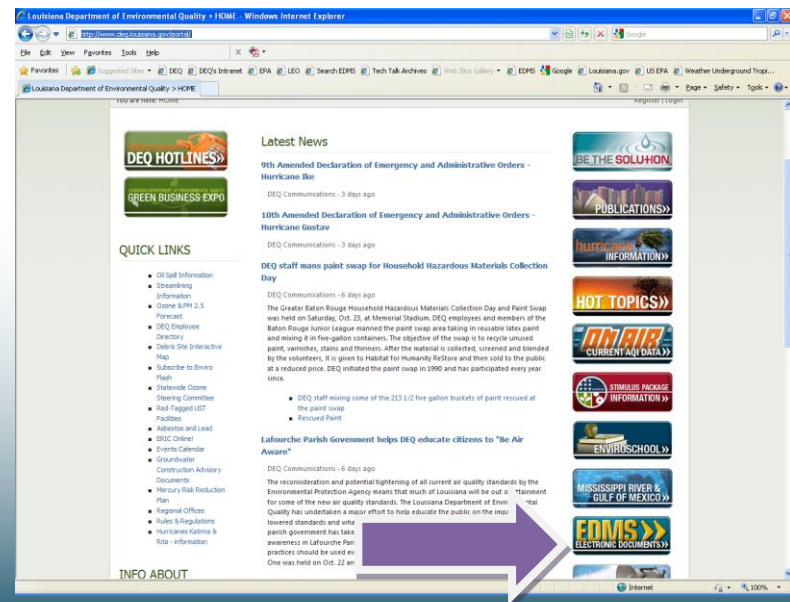 Louisiana Department of Environmental Quality > HOME - Windows Internet Explorer
http://www.deq.louisiana.gov/portal/
Google
File Edit View Favorites Tools Help
Favorites Suggested Sites DEQ DEQ's Intranet EPA LEO Search EDMS Tech Talk Archives Web Slice Gallery EDMS Google Louisiana.gov US EPA Weather Underground Tropi...
Louisiana Department of Environmental Quality > HOME
Page Safety Tools
You are here: HOME
Register | Login
DEQ HOTLINES»
LOUISIANA DEPARTMENT OF ENVIRONMENTAL QUALITY
GREEN BUSINESS EXPO
QUICK LINKS
Oil Spill Information
Streamlining
Information
Ozone & PM 2.5
Forecast
DEQ Employee
Directory
Debris Site Interactive
Map
Subscribe to Enviro
Flash
Statewide Ozone
Steering Committee
Red-Tagged UST
Facilities
Asbestos and Lead
ERIC Online!
Events Calendar
Groundwater
Construction Advisory
Documents
Mercury Risk Reduction
Plan
Regional Offices
Rules & Regulations
Hurricanes Katrina &
Rita - information
INFO ABOUT
Latest News
9th Amended Declaration of Emergency and Administrative Orders -
Hurricane Ike
DEQ Communications - 3 days ago
10th Amended Declaration of Emergency and Administrative Orders -
Hurricane Gustav
DEQ Communications - 3 days ago
DEQ staff mans paint swap for Household Hazardous Materials Collection
Day
DEQ Communications - 6 days ago
The Greater Baton Rouge Household Hazardous Materials Collection Day and Paint Swap
was held on Saturday, Oct. 23, at Memorial Stadium. DEQ employees and members of the
Baton Rouge Junior League manned the paint swap area taking in reusable latex paint
and mixing it in five-gallon containers. The objective of the swap is to recycle unused
paint, varnishes, stains and thinners. After the material is collected, screened and blended
by the volunteers, it is given to Habitat for Humanity ReStore and then sold to the public
at a reduced price. DEQ initiated the paint swap in 1990 and has participated every year
since.
DEQ staff mixing some of the 213 1/2 five gallon buckets of paint rescued at
the paint swap
Rescued Paint
Lafourche Parish Govenment helps DEQ educate citizens to "Be Air
Aware"
DEQ Communications - 6 days ago
The reconsideration and potential tightening of all current air quality standards by the
Environmental Protection Agency means that much of Louisiana will be out of attainment
for some of the new air quality standards. The Louisiana Department of Environmental
Quality has undertaken a major effort to help educate the public on the
lowered standards and
parish government has
awareness in Lafourche
practices should be used
One was held on Oct. 22 an
BE THE SOLUTION
PUBLICATIONS»
hurricane
INFORMATION»
HOT TOPICS»
ON AIR
CURRENT AQI DATA»
STIMULUS PACKAGE
INFORMATION »
ENVIROSCHOOL»
MISSISSIPPI RIVER &
GULF OF MEXICO»
EDMS»
ELECTRONIC DOCUMENTS»
Internet
100%